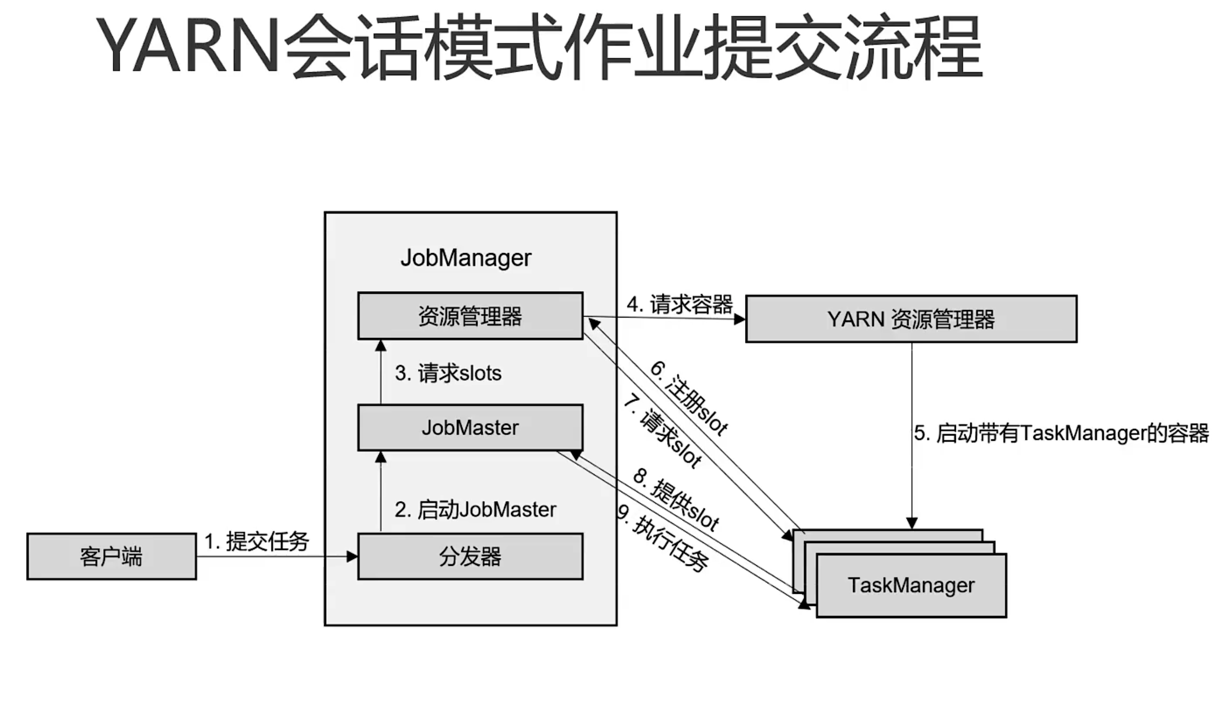 YARN会话模式作业提交流程
JobManager
资源管理器
4. 请求容器
YARN 资源管理器
3. 请求slots
6. 注册slot
7. 请求slot
JobMaster
5. 启动带有TaskManager的容器
8. 提供slot
9. 执行任务
2. 启动JobMaster
客户端
1. 提交任务
分发器
TaskManager